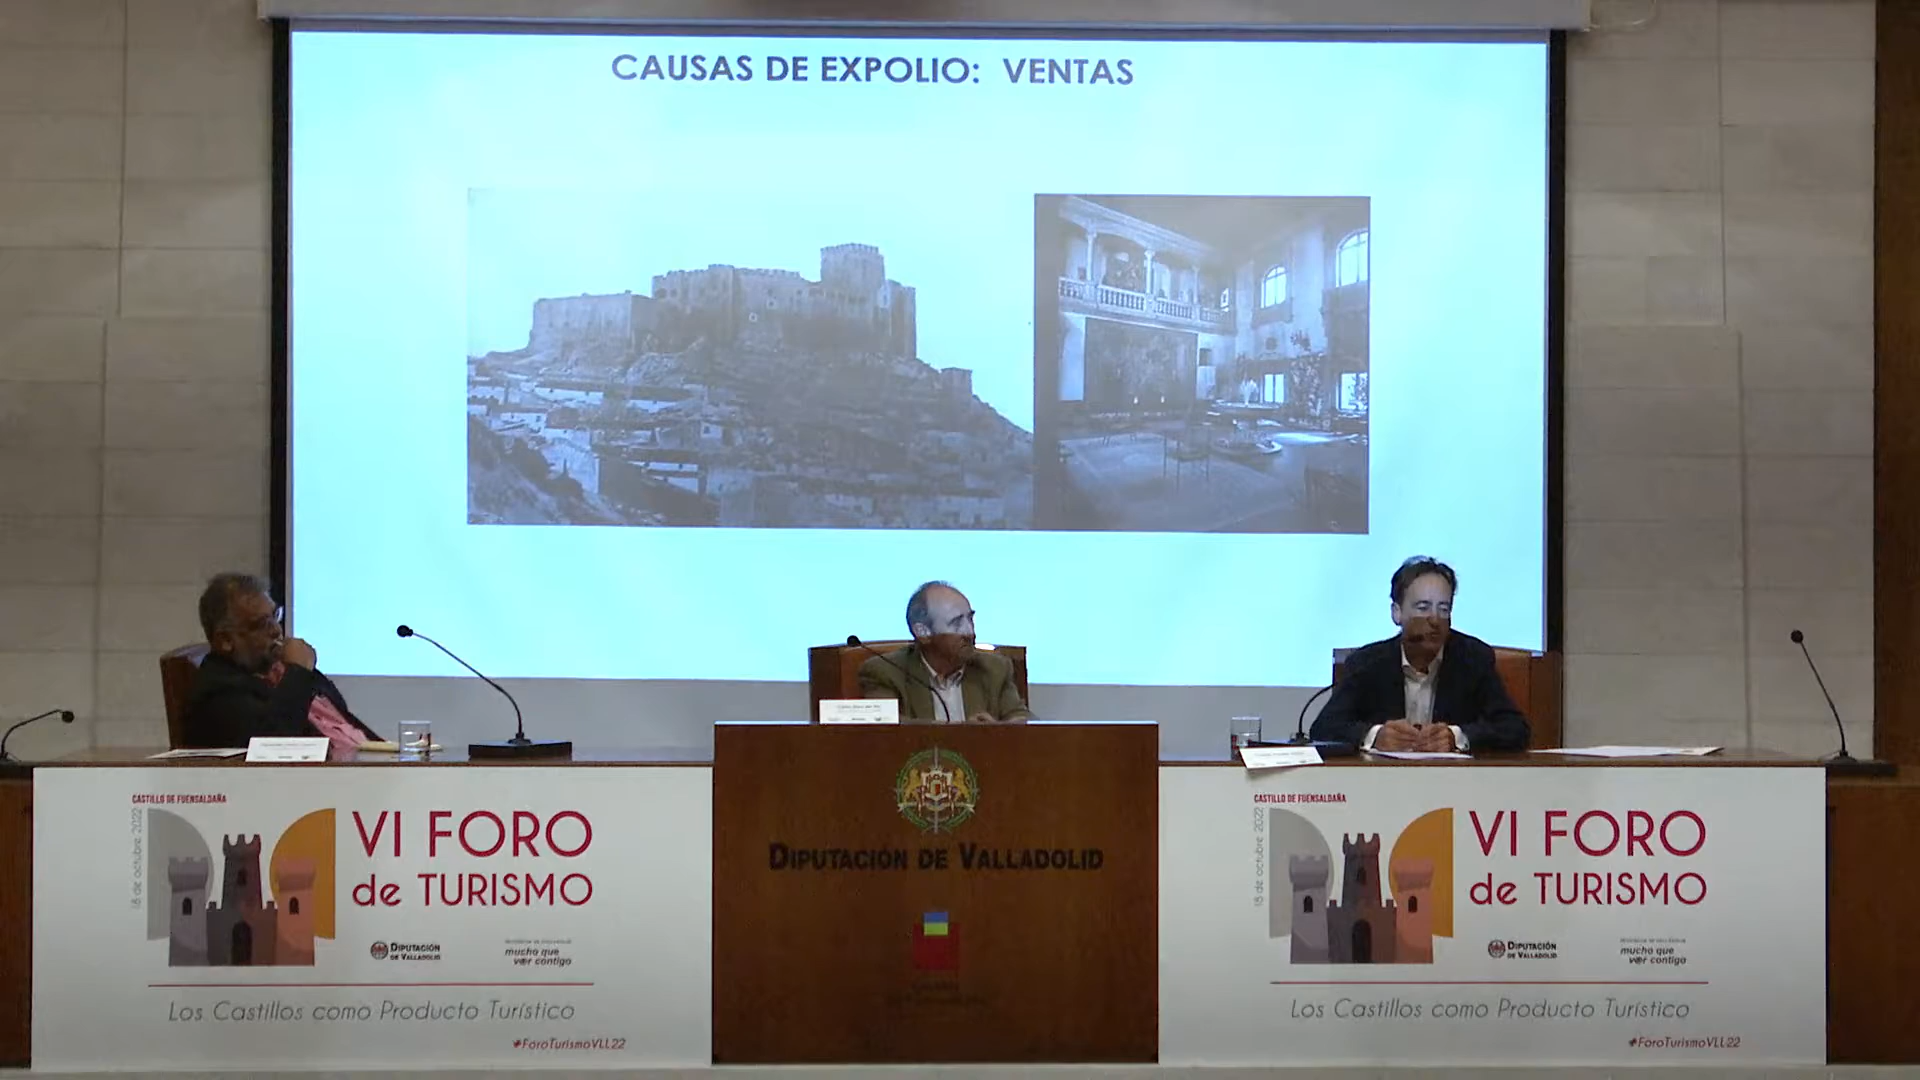 CAUSAS DE EXPOLIO: VENTAS
CASTILLO DE FUENSALDAÑA
18 de octubre 2022
VI FORO
de TURISMO
DIPUTACIÓN
DE VALLADOLID
mucho que
ver contigo
Los Castillos como Producto Turístico
#ForoTurismoVLL22
DIPUTACIÓN DE VALLADOLID
CASTILLO DE FUENSALDAÑA
18 de octubre 2022
VI FORO
de TURISMO
DIPUTACIÓN
DE VALLADOLID
mucho que
ver contigo
Los Castillos como Producto Turístico
#ForoTurismoVLL22